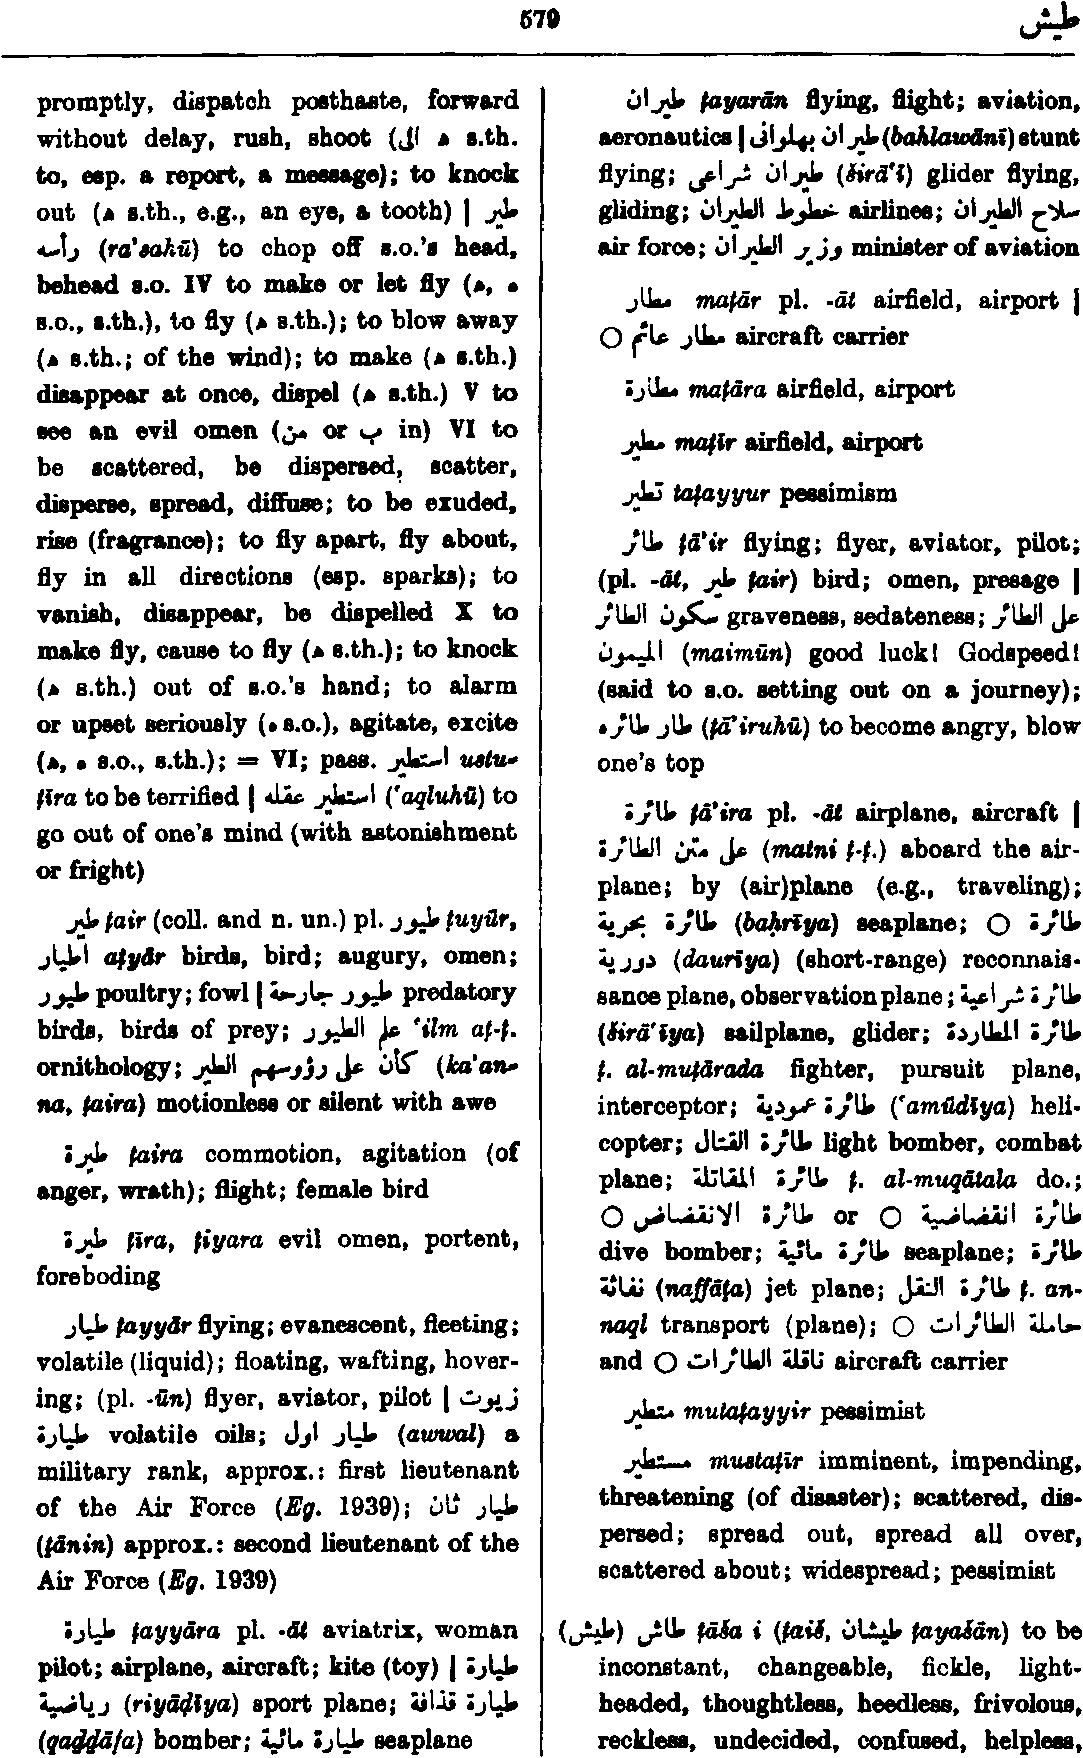 579
طيش
promptly, dispatch posthaste, forward
without delay, rush, shoot (ه الى s.th.
to, esp. a report, a message); to knock
out (ه s.th., e.g., an eye, a tooth) | طير
رأسه (ra'sahū) to chop off s.o.'s head,
behead s.o. IV to make or let fly (ه, ه
s.o., s.th.), to fly (ه s.th.); to blow away
(ه s.th.; of the wind); to make (ه s.th.)
disappear at once, dispel (ه s.th.) V to
see an evil omen (من or ب in) VI to
be scattered, be dispersed, scatter,
disperse, spread, diffuse; to be exuded,
rise (fragrance); to fly apart, fly about,
fly in all directions (esp. sparks); to
vanish, disappear, be dispelled X to
make fly, cause to fly (ه s.th.); to knock
(ه s.th.) out of s.o.'s hand; to alarm
or upset seriously (ه s.o.), agitate, excite
(ه, ه s.o., s.th.); = VI; pass. استطير ustu-
ṭīra to be terrified | استطير عقله ('aqluhū) to
go out of one's mind (with astonishment
or fright)
طير ṭair (coll. and n. un.) pl. طيور ṭuyūr,
اطيار aṭyār birds, bird; augury, omen;
طيور poultry; fowl | طيور جارحة predatory
birds, birds of prey; علم الطيور 'ilm aṭ-ṭ.
ornithology; كأن على رؤوسهم الطير (ka'an-
na, ṭaira) motionless or silent with awe
طيرة ṭaira commotion, agitation (of
anger, wrath); flight; female bird
طيرة ṭīra, ṭiyara evil omen, portent,
foreboding
طيار ṭayyār flying; evanescent, fleeting;
volatile (liquid); floating, wafting, hover-
ing; (pl. -ūn) flyer, aviator, pilot | زيوت
طيارة volatile oils; طيار اول (awwal) a
military rank, approx.: first lieutenant
of the Air Force (Eg. 1939); طيار ثان
(ṯānin) approx.: second lieutenant of the
Air Force (Eg. 1939)
طيارة ṭayyāra pl. -āt aviatrix, woman
pilot; airplane, aircraft; kite (toy) | طيارة
رياضية (riyāḍīya) sport plane; طيارة قذافة
(qaḏḏāfa) bomber; طيارة مائية seaplane
طيران ṭayarān flying, flight; aviation,
aeronautics | طيران بهلوانى (bahlawānī) stunt
flying; طيران شراعى (širā'ī) glider flying,
gliding; خطوط الطيران airlines; سلاح الطيران
air force; وزير الطيران minister of aviation
مطار maṭār pl. -āt airfield, airport |
○ مطار عائم aircraft carrier
مطارة maṭāra airfield, airport
مطير maṭīr airfield, airport
تطير taṭayyur pessimism
طائر ṭā'ir flying; flyer, aviator, pilot;
(pl. -āt, طير ṭair) bird; omen, presage |
سكون الطائر graveness, sedateness; على الطائر
الميمون (maimūn) good luck! Godspeed!
(said to s.o. setting out on a journey);
طار طائره (ṭā'iruhū) to become angry, blow
one's top
طائرة ṭā'ira pl. -āt airplane, aircraft |
على متن الطائرة (matni ṭ-ṭ.) aboard the air-
plane; by (air)plane (e.g., traveling);
طائرة بحرية (baḥrīya) seaplane; ○ طائرة
دورية (daurīya) (short-range) reconnais-
sance plane, observation plane; طائرة شراعية
(širā'īya) sailplane, glider; طائرة المطاردة
ṭ. al-muṭārada fighter, pursuit plane,
interceptor; طائرة عمودية ('amūdīya) heli-
copter; طائرة القتال light bomber, combat
plane; طائرة المقاتلة ṭ. al-muqātala do.;
○ طائرة الانقضاض or ○ طائرة انقضاضية
dive bomber; طائرة مائية seaplane; طائرة
نفاثة (naffāṯa) jet plane; طائرة النقل ṭ. an-
naql transport (plane); ○ حاملة الطائرات
and ○ ناقلة الطائرات aircraft carrier
متطير mutaṭayyir pessimist
مستطير mustaṭīr imminent, impending,
threatening (of disaster); scattered, dis-
persed; spread out, spread all over,
scattered about; widespread; pessimist
(طيش) طاش ṭāša i (ṭaiš, طيشان ṭayašān) to be
inconstant, changeable, fickle, light-
headed, thoughtless, heedless, frivolous,
reckless, undecided, confused, helpless,